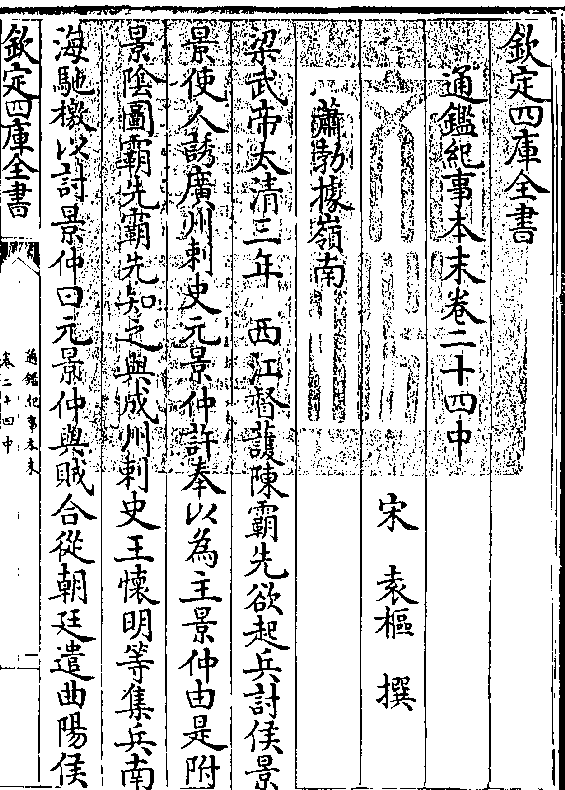 欽定四庫全書
通鑑紀事本末卷二十四中
宋 袁樞 撰
蕭勃據嶺南
梁武帝太清三年 西江督護陳霸先欲起兵討侯景
景使人誘廣州刺史元景仲許奉以為主景仲由是附
景陰圖霸先霸先知之與成州刺史王懷明等集兵南
海馳檄以討景仲曰元景仲與賊合從朝廷遣曲陽侯
欽定四庫全書
通鑑紀事本末
卷二十四中